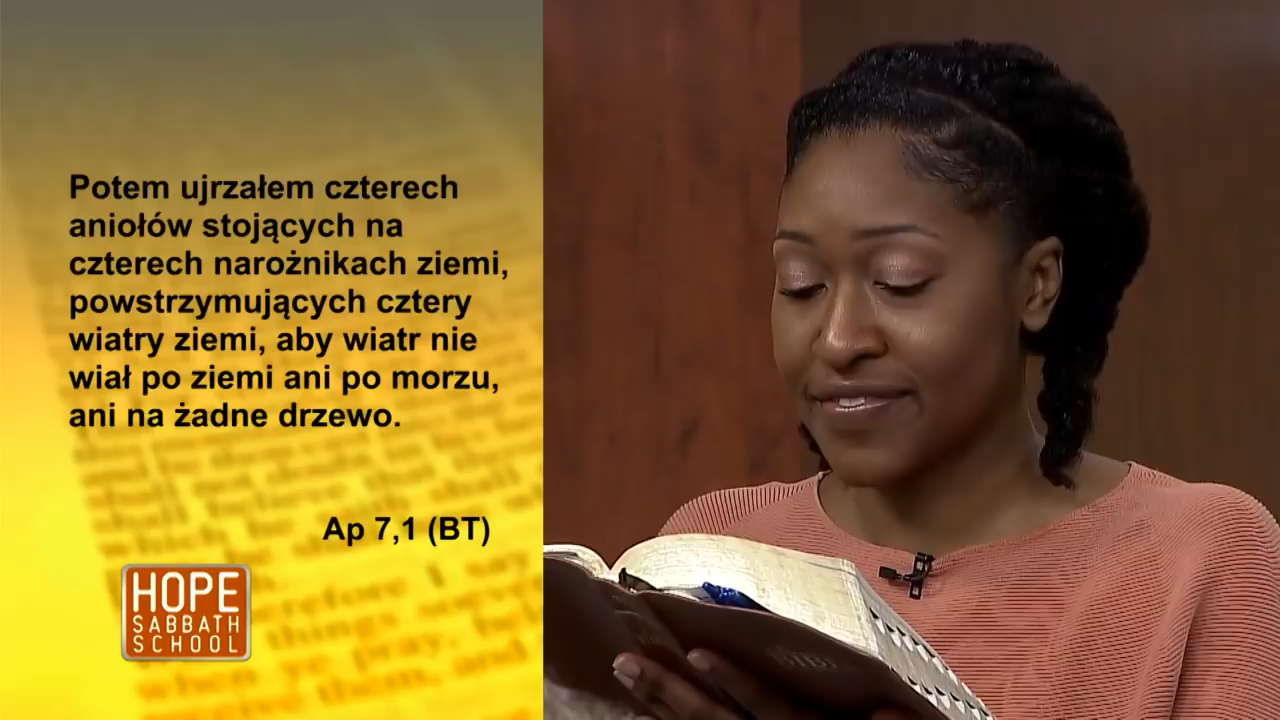 Potem ujrzałem czterech
aniołów stojących na
czterech narożnikach ziemi,
powstrzymujących cztery
wiatry ziemi, aby wiatr nie
wiał po ziemi ani po morzu,
ani na żadne drzewo.
Ap 7,1 (BT)
HOPE
SABBATH
SCHOOL